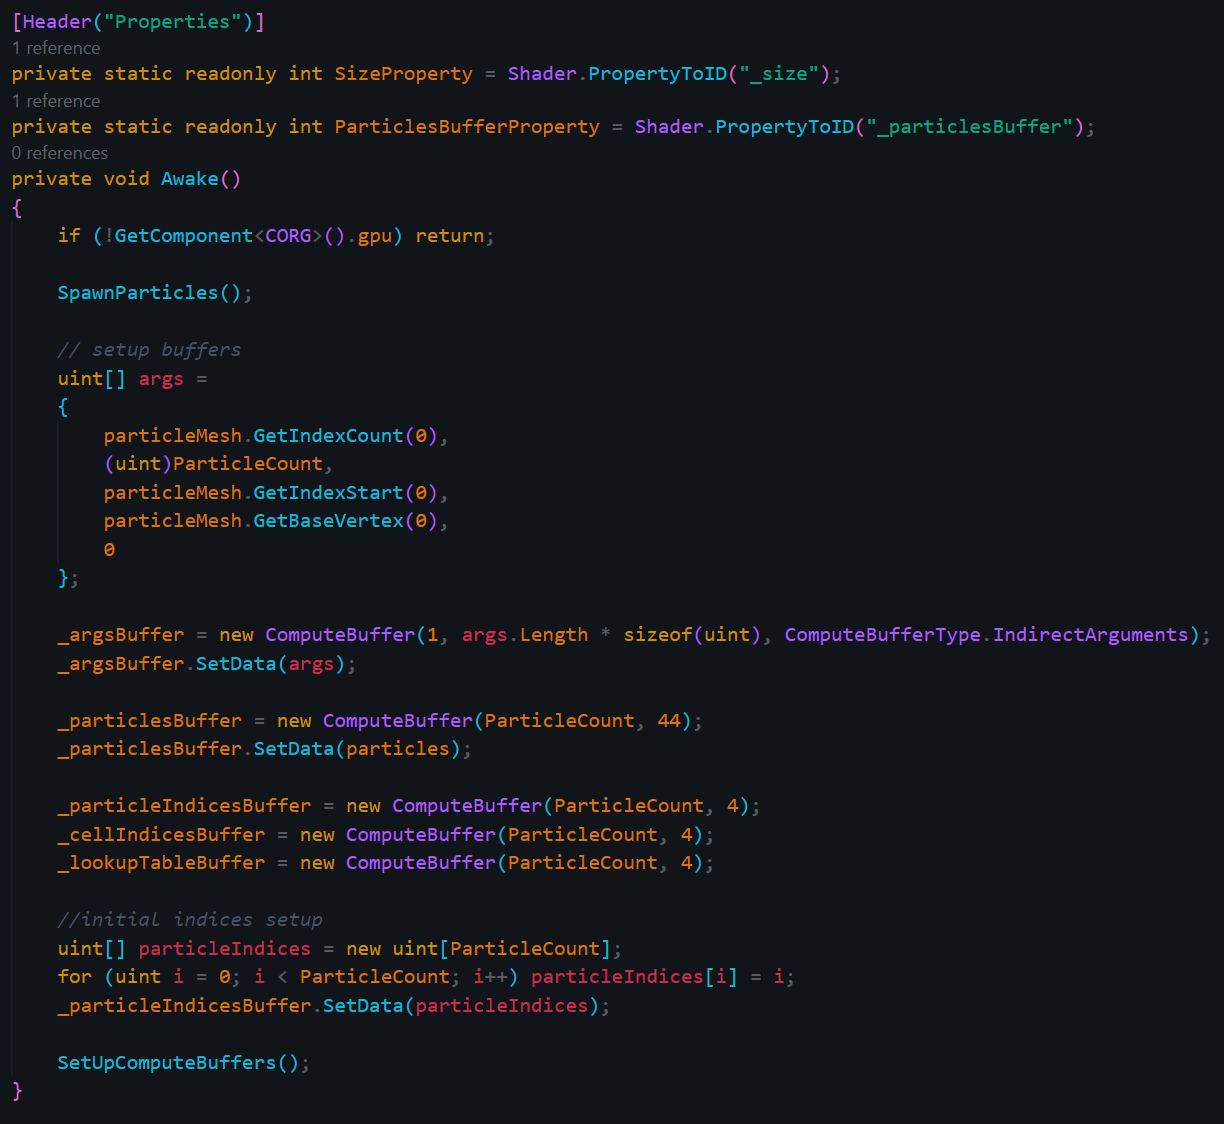 [Header("Properties")]
1 reference
private static readonly int SizeProperty = Shader.PropertyToID("_size");
1 reference
private static readonly int ParticlesBufferProperty = Shader.PropertyToID("_particlesBuffer");
0 references
private void Awake()
{
    if (!GetComponent<CORG>().gpu) return;

    SpawnParticles();

    // setup buffers
    uint[] args =
    {
        particleMesh.GetIndexCount(0),
        (uint)ParticleCount,
        particleMesh.GetIndexStart(0),
        particleMesh.GetBaseVertex(0),
        0
    };

    _argsBuffer = new ComputeBuffer(1, args.Length * sizeof(uint), ComputeBufferType.IndirectArguments);
    _argsBuffer.SetData(args);

    _particlesBuffer = new ComputeBuffer(ParticleCount, 44);
    _particlesBuffer.SetData(particles);

    _particleIndicesBuffer = new ComputeBuffer(ParticleCount, 4);
    _cellIndicesBuffer = new ComputeBuffer(ParticleCount, 4);
    _lookupTableBuffer = new ComputeBuffer(ParticleCount, 4);

    //initial indices setup
    uint[] particleIndices = new uint[ParticleCount];
    for (uint i = 0; i < ParticleCount; i++) particleIndices[i] = i;
    _particleIndicesBuffer.SetData(particleIndices);

    SetUpComputeBuffers();
}